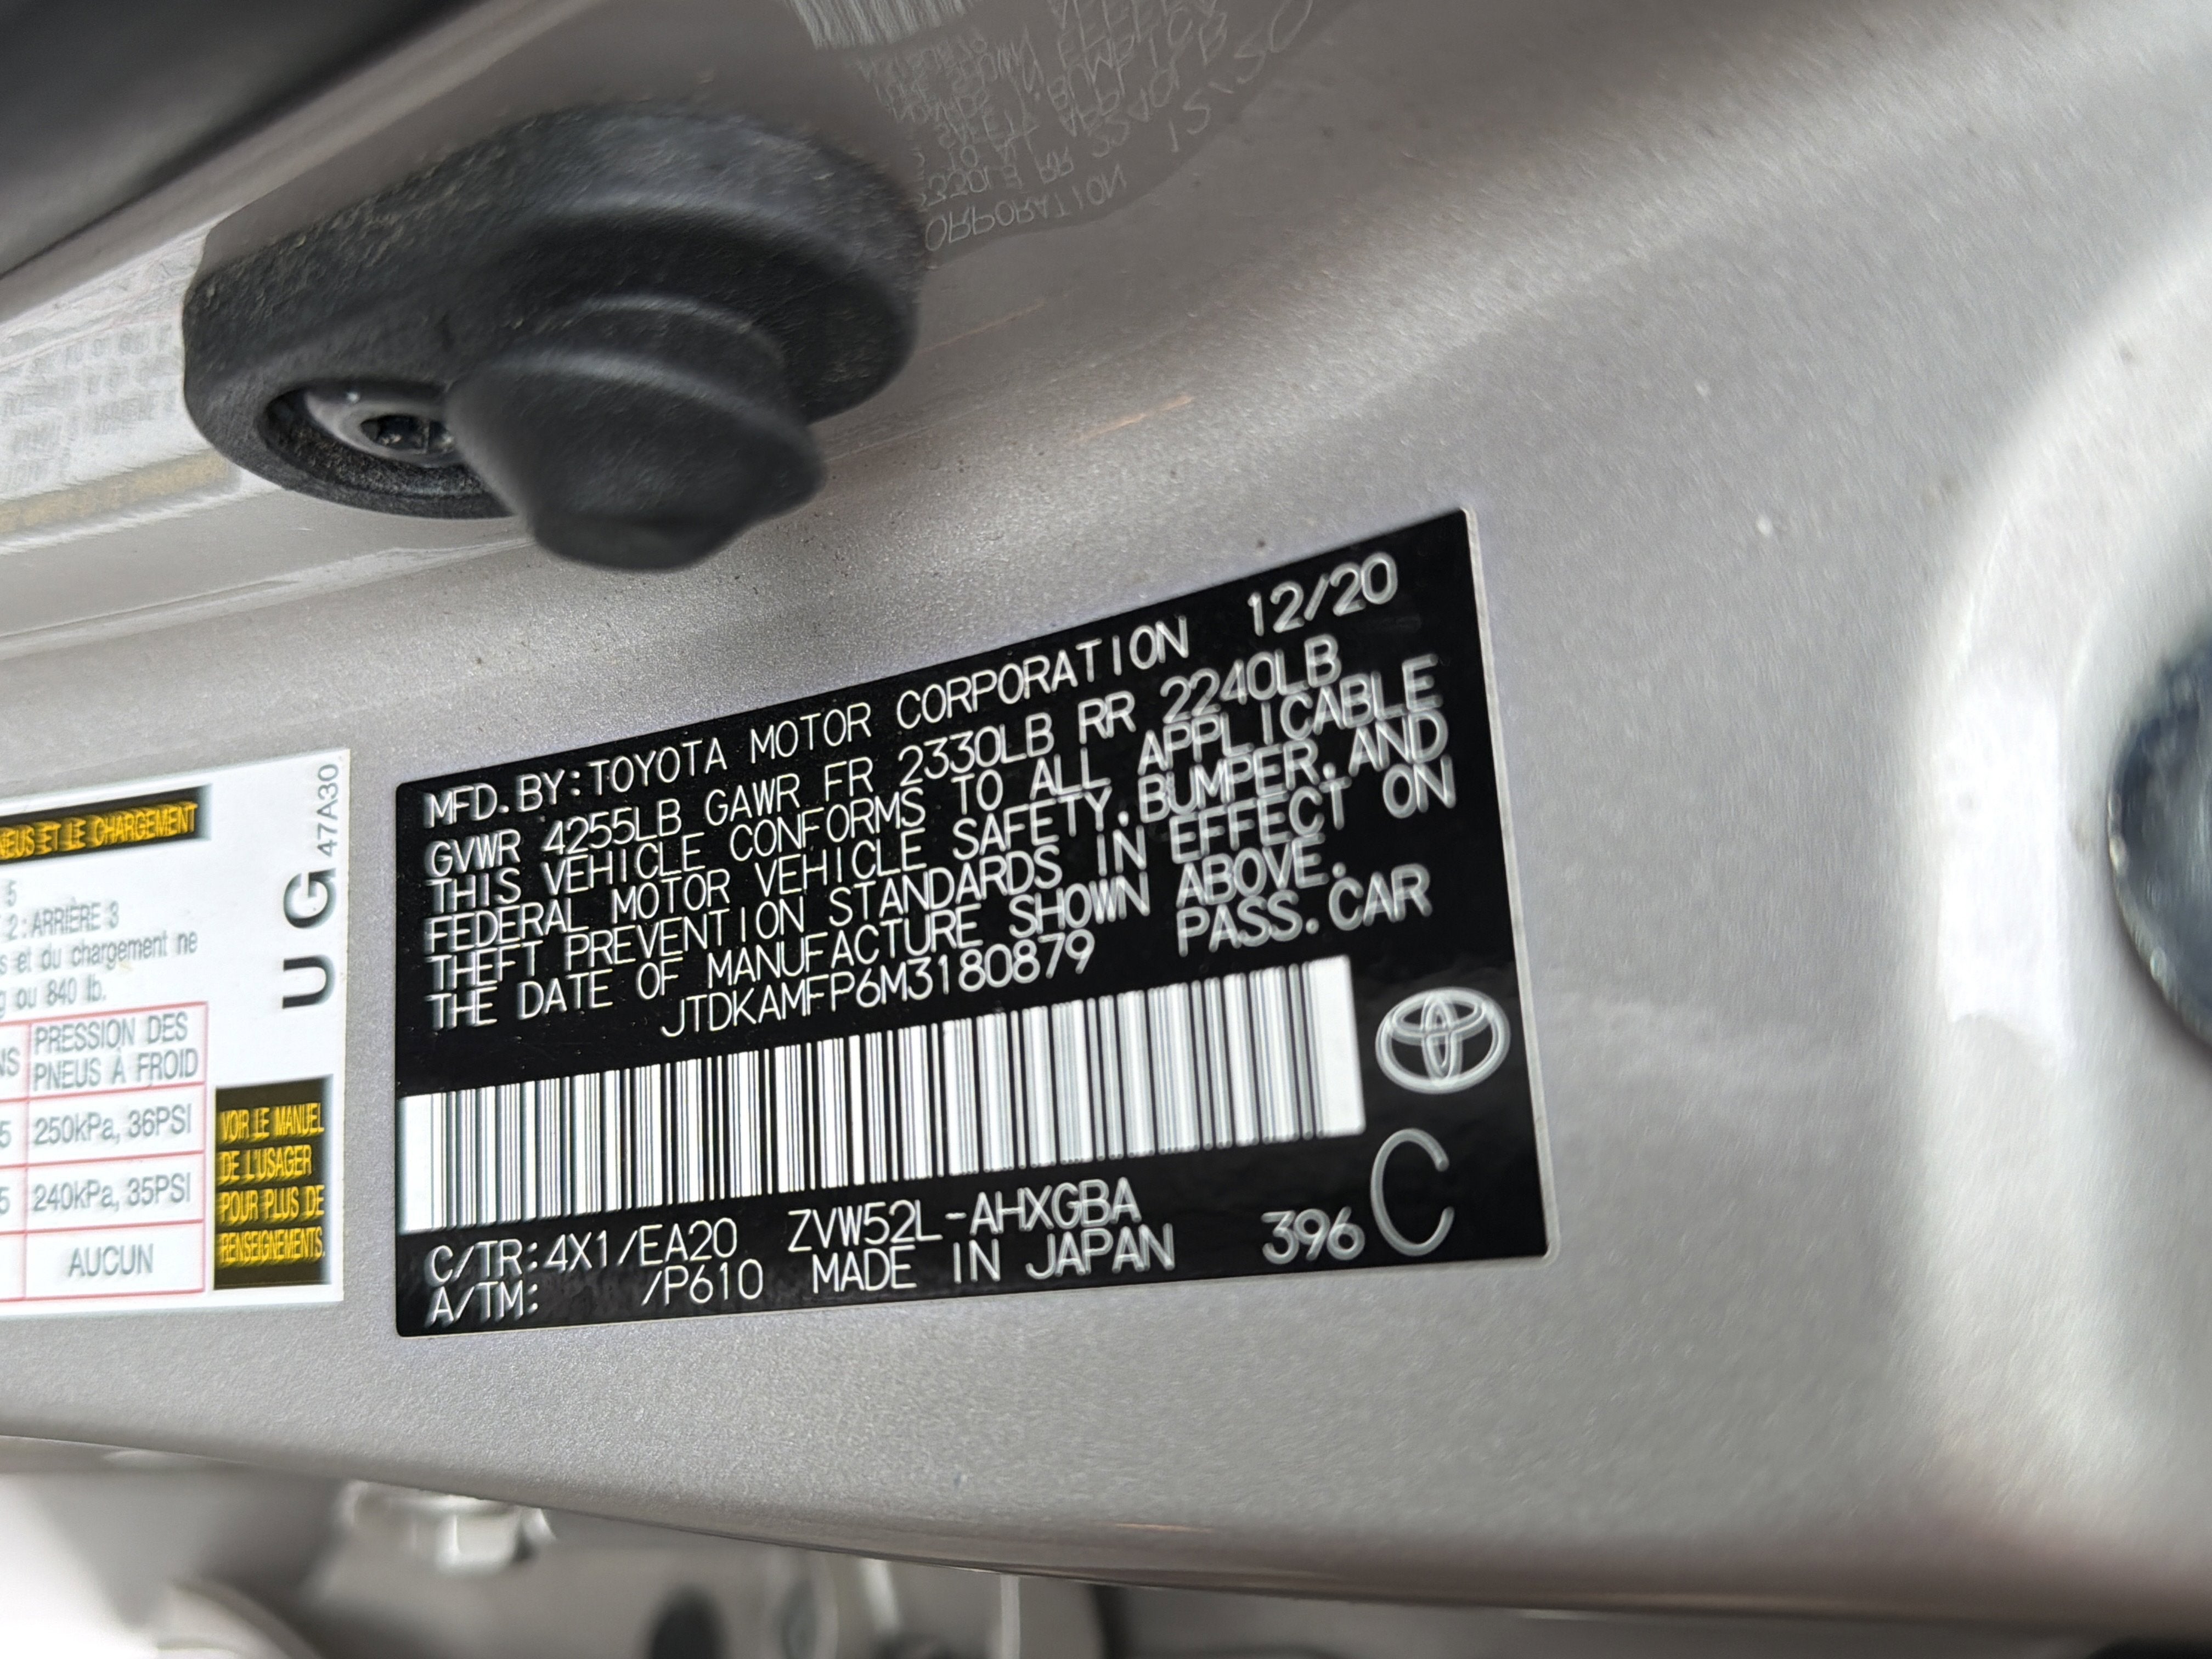 MFD.BY:TOYOTA MOTOR CORPORATION 12/20
GVWR 4255LB GAWR FR 2330LB RR 2240LB
THIS VEHICLE CONFORMS TO ALL APPLICABLE
FEDERAL MOTOR VEHICLE SAFETY,BUMPER,AND
THEFT PREVENTION STANDARDS IN EFFECT ON
THE DATE OF MANUFACTURE SHOWN ABOVE.
JTDKAMFP6M3180879 PASS.CAR
C/TR:4X1/EA20 ZVW52L-AHXGBA
A/TM: /P610 MADE IN JAPAN 396 C
ET LE CHARGEMENT
5
2:ARRIÈRE 3
et du chargement ne
ou 840 lb.
PRESSION DES
PNEUS À FROID
250kPa, 36PSI
240kPa, 35PSI
AUCUN
UG 47A30
VOIR LE MANUEL
DE L'USAGER
POUR PLUS DE
RENSEIGNEMENTS.